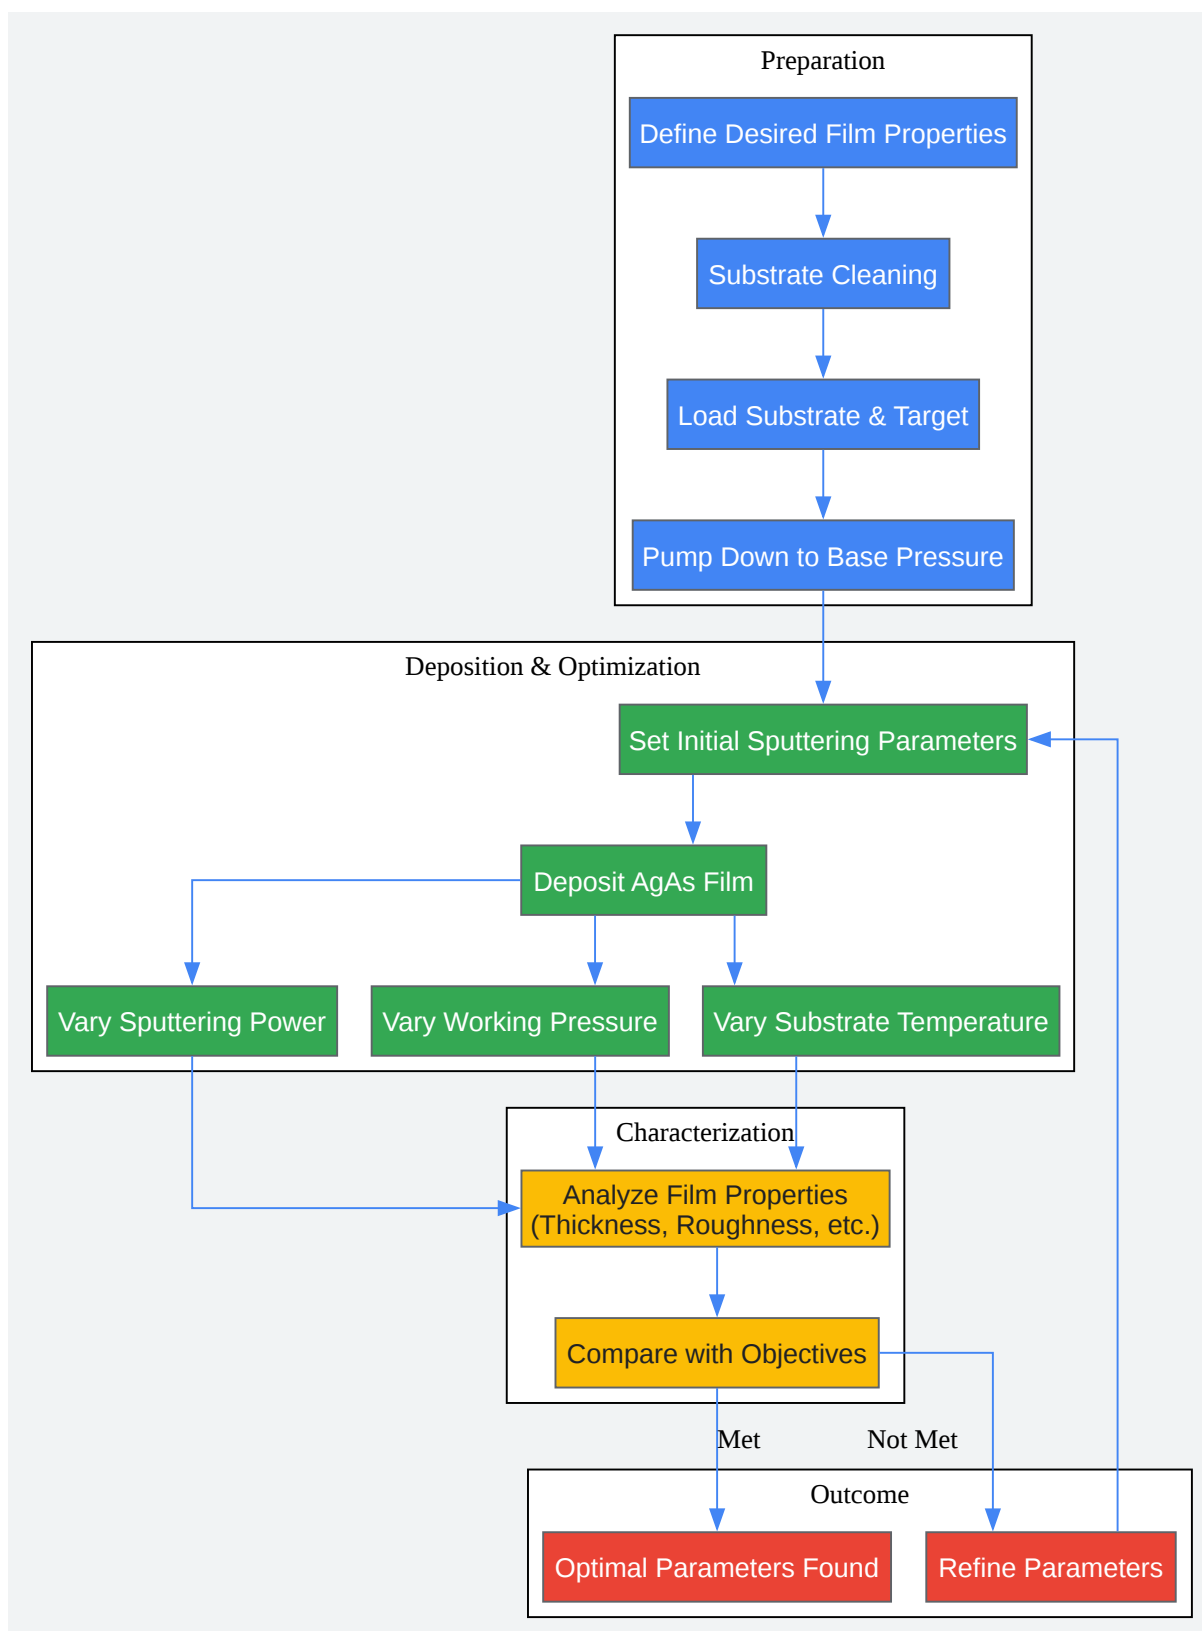 Preparation
Define Desired Film Properties
Substrate Cleaning
Load Substrate & Target
Pump Down to Base Pressure
Deposition & Optimization
Set Initial Sputtering Parameters
Deposit AgAs Film
Vary Sputtering Power
Vary Working Pressure
Vary Substrate Temperature
Characterization
Analyze Film Properties
(Thickness, Roughness, etc.)
Compare with Objectives
Met
Not Met
Outcome
Optimal Parameters Found
Refine Parameters